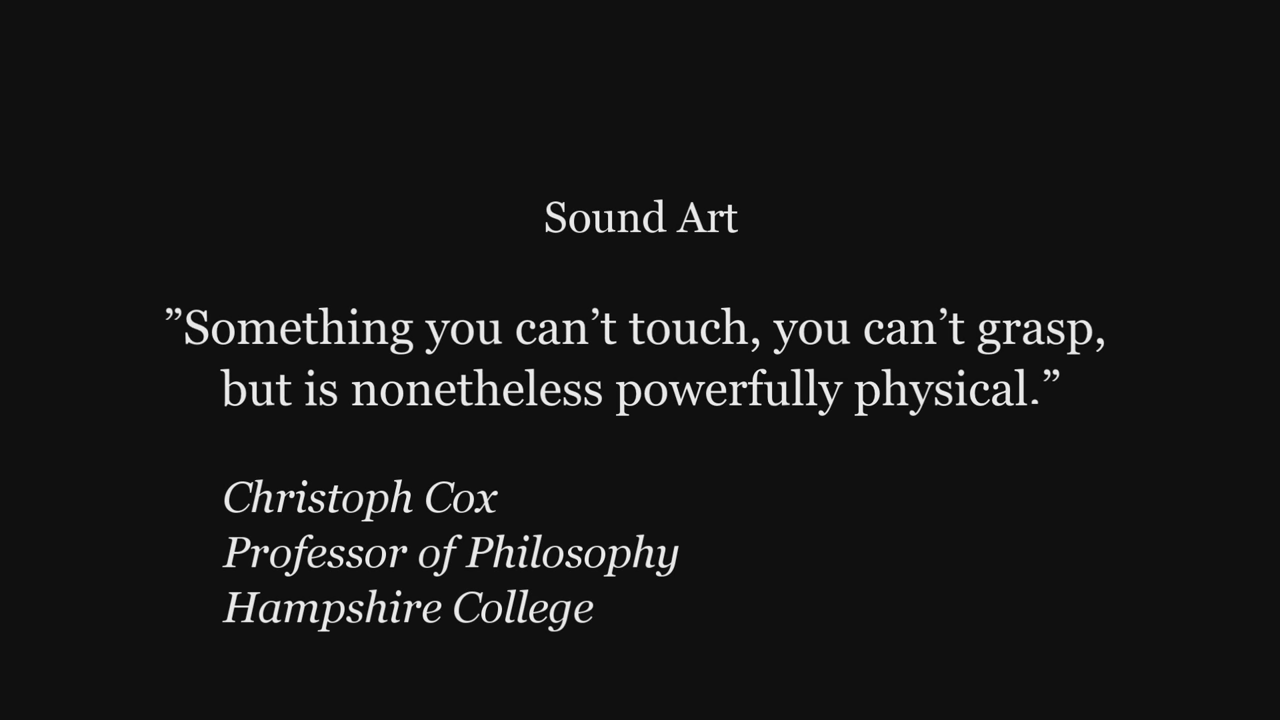 Sound Art
”Something you can’t touch, you can’t grasp,
but is nonetheless powerfully physical.”
Christoph Cox
Professor of Philosophy
Hampshire College